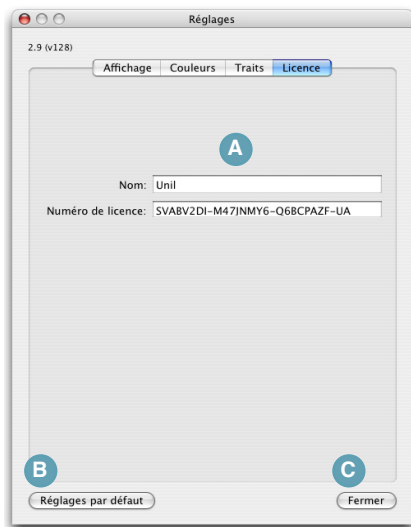 Réglages
2.9 (v128)
Affichage Couleurs Traits Licence
A
Nom: Unil
Numéro de licence: SVABV2DI-M47JNMY6-Q6BCPAZF-UA
B C
Réglages par défaut Fermer